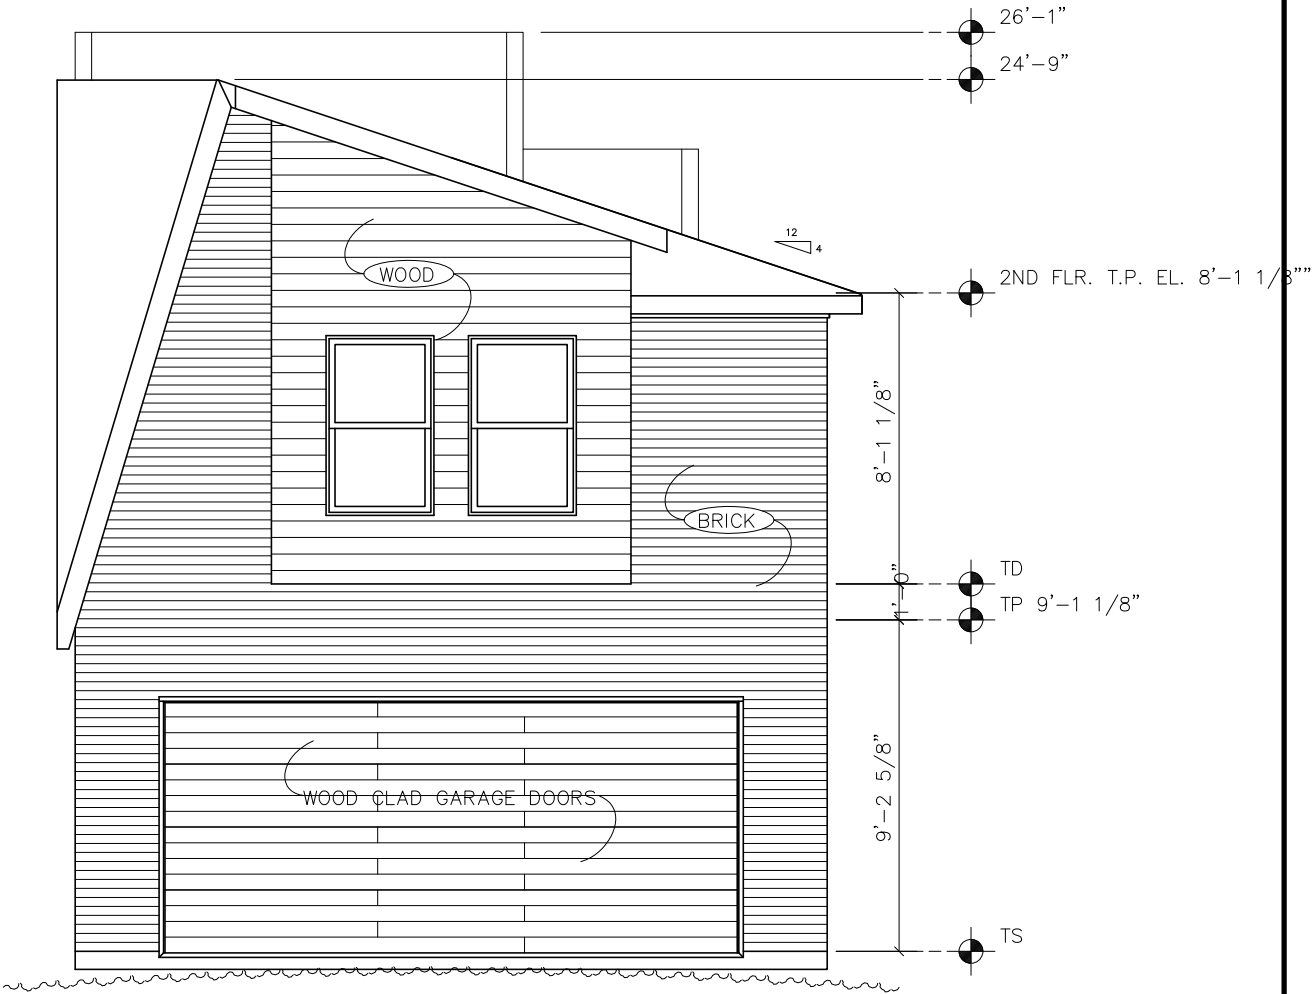 26'-1"
24'-9"
12
4
WOOD
2ND FLR. T.P. EL. 8'-1 1/8""
8'-1 1/8"
BRICK
TD
1'-0"
TP 9'-1 1/8"
9'-2 5/8"
WOOD CLAD GARAGE DOORS
TS